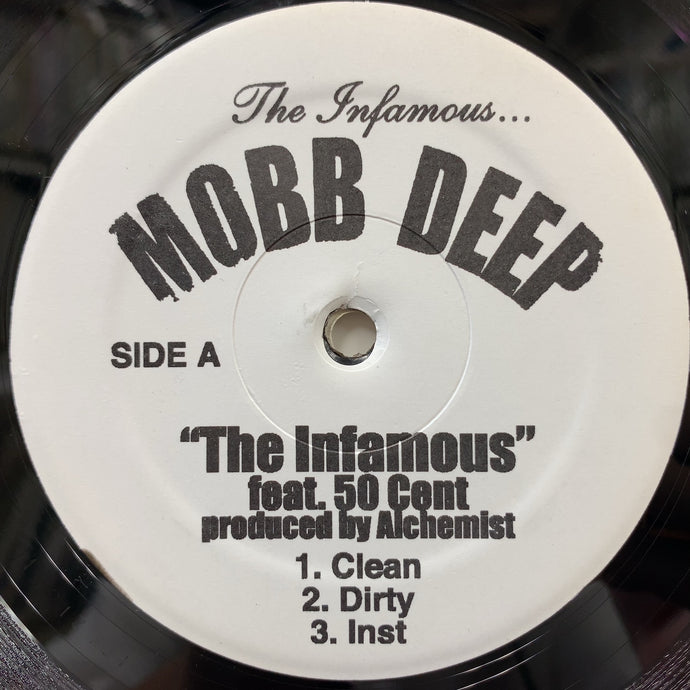 The Infamous...
MOBB DEEP
SIDE A
“The Infamous”
feat. 50 Cent
produced by Alchemist
1. Clean
2. Dirty
3. Inst